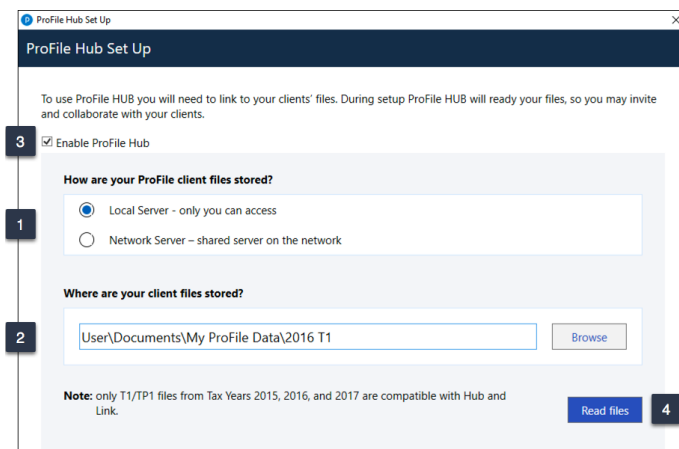 ProFile Hub Set Up
ProFile Hub Set Up
To use ProFile HUB you will need to link to your clients' files. During setup ProFile HUB will ready your files, so you may invite
and collaborate with your clients.
3 Enable ProFile Hub
How are your ProFile client files stored?
Local Server - only you can access
1
Network Server – shared server on the network
Where are your client files stored?
2 User\Documents\My ProFile Data\2016 T1 Browse
Note: only T1/TP1 files from Tax Years 2015, 2016, and 2017 are compatible with Hub and
Link.
Read files 4